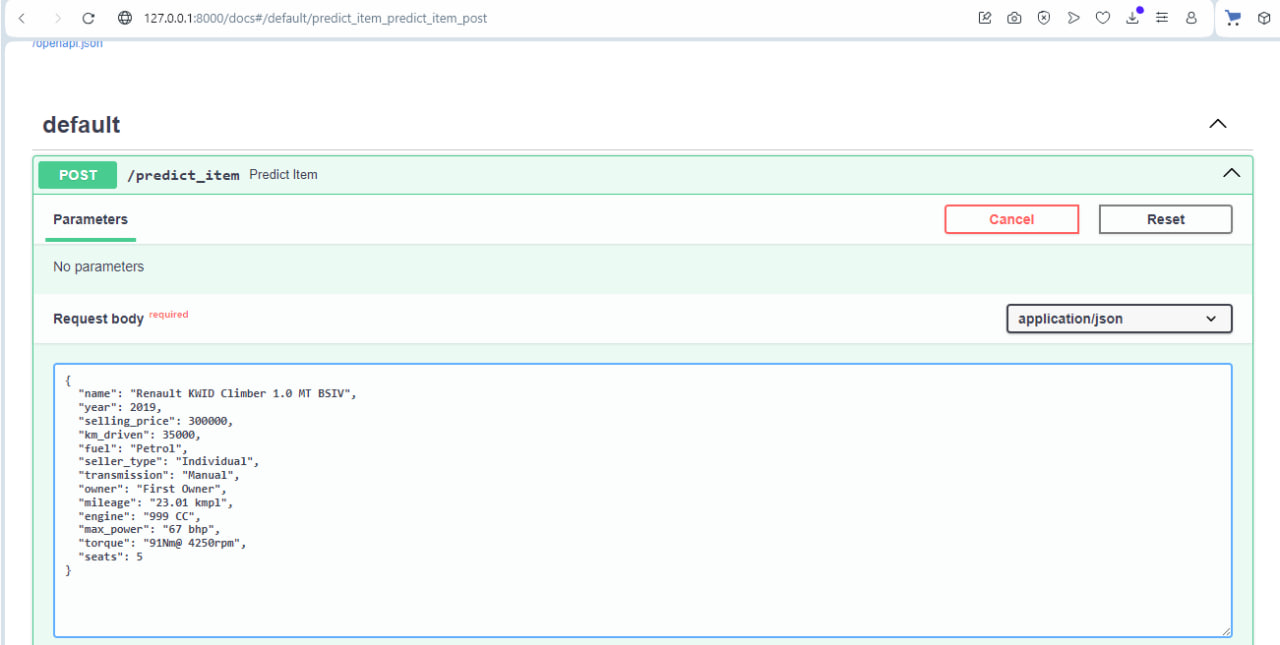 127.0.0.1:8000/docs#/default/predict_item_predict_item_post
/openapi.json
default
POST /predict_item Predict Item
Parameters Cancel Reset
No parameters
Request body required application/json
{
"name": "Renault KWID Climber 1.0 MT BSIV",
"year": 2019,
"selling_price": 300000,
"km_driven": 35000,
"fuel": "Petrol",
"seller_type": "Individual",
"transmission": "Manual",
"owner": "First Owner",
"mileage": "23.01 kmpl",
"engine": "999 CC",
"max_power": "67 bhp",
"torque": "91Nm@ 4250rpm",
"seats": 5
}